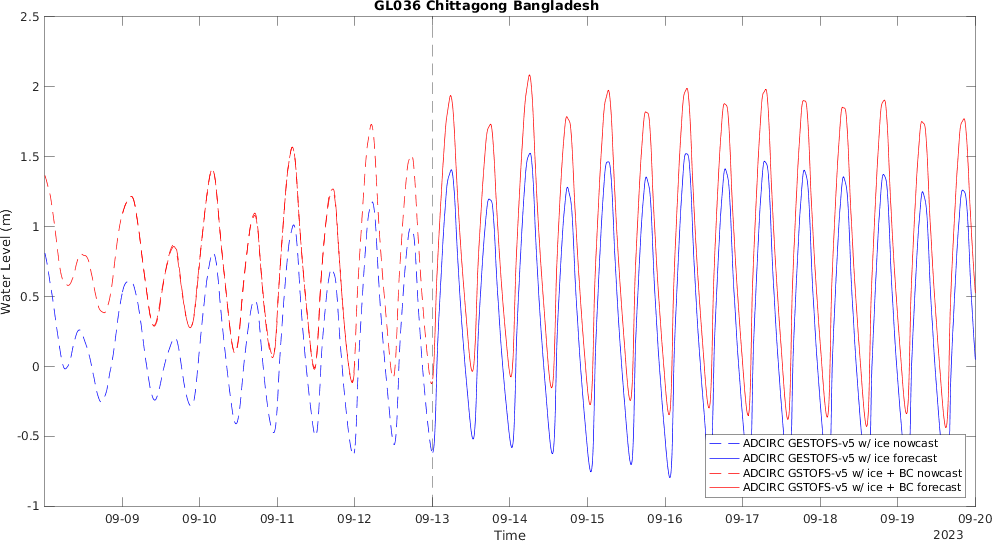 GL036 Chittagong Bangladesh
Water Level (m)
2.5
2
1.5
1
0.5
0
-0.5
-1
ADCIRC GESTOFS-v5 w/ ice nowcast
ADCIRC GESTOFS-v5 w/ ice forecast
ADCIRC GSTOFS-v5 w/ ice + BC nowcast
ADCIRC GSTOFS-v5 w/ ice + BC forecast
09-09 09-10 09-11 09-12 09-13 09-14 09-15 09-16 09-17 09-18 09-19 09-20
Time
2023